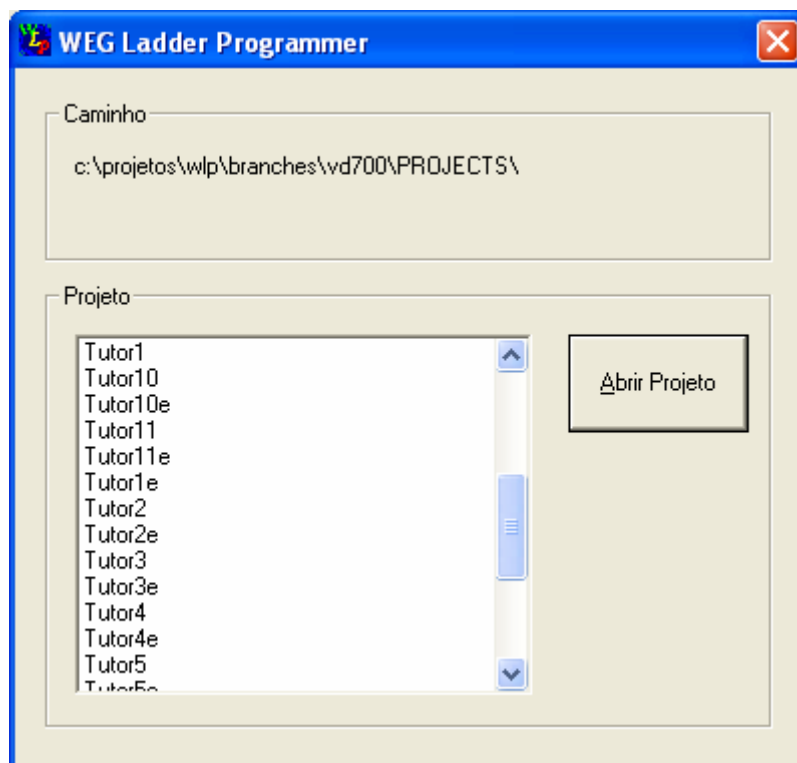 WEG Ladder Programmer
Caminho
c:\projetos\wlp\branches\vd700\PROJECTS\
Projeto
Tutor1
Tutor10
Tutor10e
Tutor11
Tutor11e
Tutor1e
Tutor2
Tutor2e
Tutor3
Tutor3e
Tutor4
Tutor4e
Tutor5
Tutor5e
Abrir Projeto